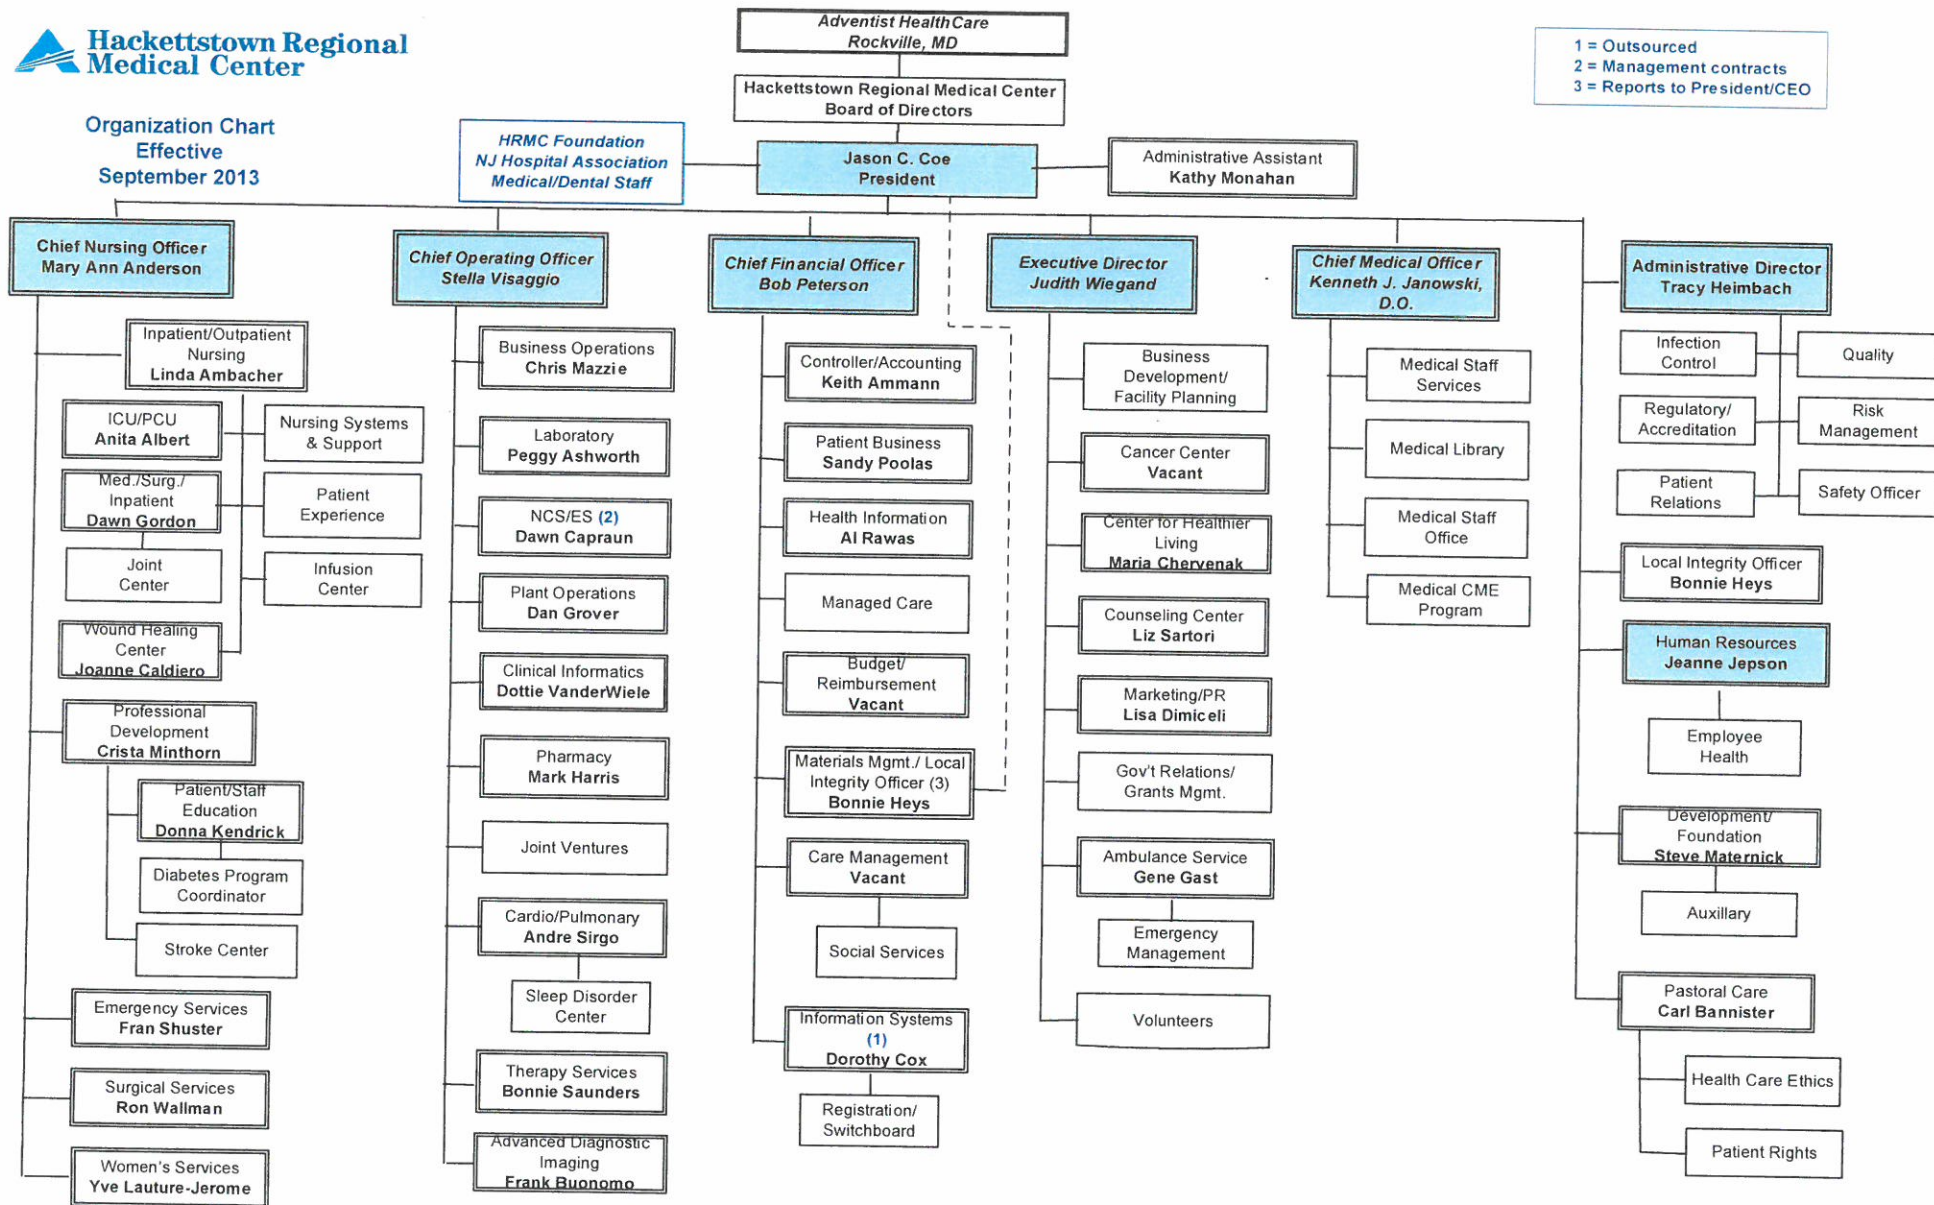 Hackettstown Regional
Medical Center
Organization Chart
Effective
September 2013
Adventist HealthCare
Rockville, MD
Hackettstown Regional Medical Center
Board of Directors
1 = Outsourced
2 = Management contracts
3 = Reports to President/CEO
HRMC Foundation
NJ Hospital Association
Medical/Dental Staff
Jason C. Coe
President
Administrative Assistant
Kathy Monahan
Chief Nursing Officer
Mary Ann Anderson
Inpatient/Outpatient
Nursing
Linda Ambacher
ICU/PCU
Anita Albert
Nursing Systems
& Support
Med./Surg./
Inpatient
Dawn Gordon
Patient
Experience
Joint
Center
Infusion
Center
Wound Healing
Center
Joanne Caldiero
Professional
Development
Crista Minthorn
Patient/Staff
Education
Donna Kendrick
Diabetes Program
Coordinator
Stroke Center
Emergency Services
Fran Shuster
Surgical Services
Ron Wallman
Women's Services
Yve Lauture-Jerome
Chief Operating Officer
Stella Visaggio
Business Operations
Chris Mazzie
Laboratory
Peggy Ashworth
NCS/ES (2)
Dawn Capraun
Plant Operations
Dan Grover
Clinical Informatics
Dottie VanderWiele
Pharmacy
Mark Harris
Joint Ventures
Cardio/Pulmonary
Andre Sirgo
Sleep Disorder
Center
Therapy Services
Bonnie Saunders
Advanced Diagnostic
Imaging
Frank Buonomo
Chief Financial Officer
Bob Peterson
Controller/Accounting
Keith Ammann
Patient Business
Sandy Poolas
Health Information
Al Rawas
Managed Care
Budget/
Reimbursement
Vacant
Materials Mgmt./ Local
Integrity Officer (3)
Bonnie Heys
Care Management
Vacant
Social Services
Information Systems
(1)
Dorothy Cox
Registration/
Switchboard
Executive Director
Judith Wiegand
Business
Development/
Facility Planning
Cancer Center
Vacant
Center for Healthier
Living
Maria Chervenak
Counseling Center
Liz Sartori
Marketing/PR
Lisa Dimiceli
Gov't Relations/
Grants Mgmt.
Ambulance Service
Gene Gast
Emergency
Management
Volunteers
Chief Medical Officer
Kenneth J. Janowski,
D.O.
Medical Staff
Services
Medical Library
Medical Staff
Office
Medical CME
Program
Administrative Director
Tracy Heimbach
Infection
Control
Quality
Regulatory/
Accreditation
Risk
Management
Patient
Relations
Safety Officer
Local Integrity Officer
Bonnie Heys
Human Resources
Jeanne Jepson
Employee
Health
Development/
Foundation
Steve Maternick
Auxillary
Pastoral Care
Carl Bannister
Health Care Ethics
Patient Rights